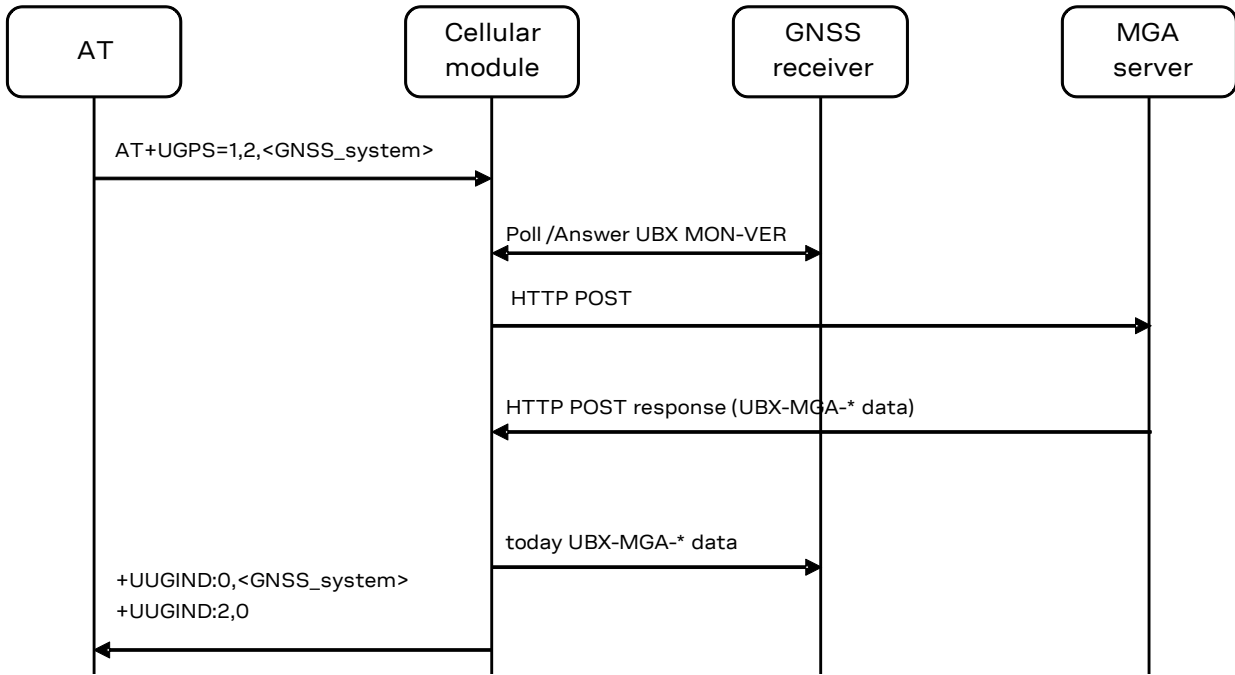 AT
Cellular
module
GNSS
receiver
MGA
server
AT+UGPS=1,2,<GNSS_system>
Poll /Answer UBX MON-VER
HTTP POST
HTTP POST response (UBX-MGA-* data)
today UBX-MGA-* data
+UUGIND:0,<GNSS_system>
+UUGIND:2,0